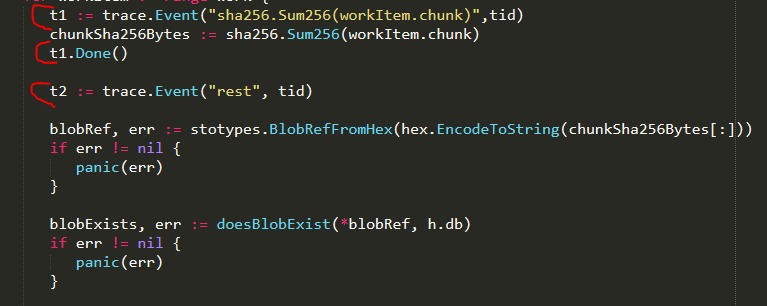 t1 := trace.Event("sha256.Sum256(workItem.chunk)",tid)
chunkSha256Bytes := sha256.Sum256(workItem.chunk)
t1.Done()
t2 := trace.Event("rest", tid)
blobRef, err := stotypes.BlobRefFromHex(hex.EncodeToString(chunkSha256Bytes[:]))
if err != nil {
panic(err)
}
blobExists, err := doesBlobExist(*blobRef, h.db)
if err != nil {
panic(err)
}